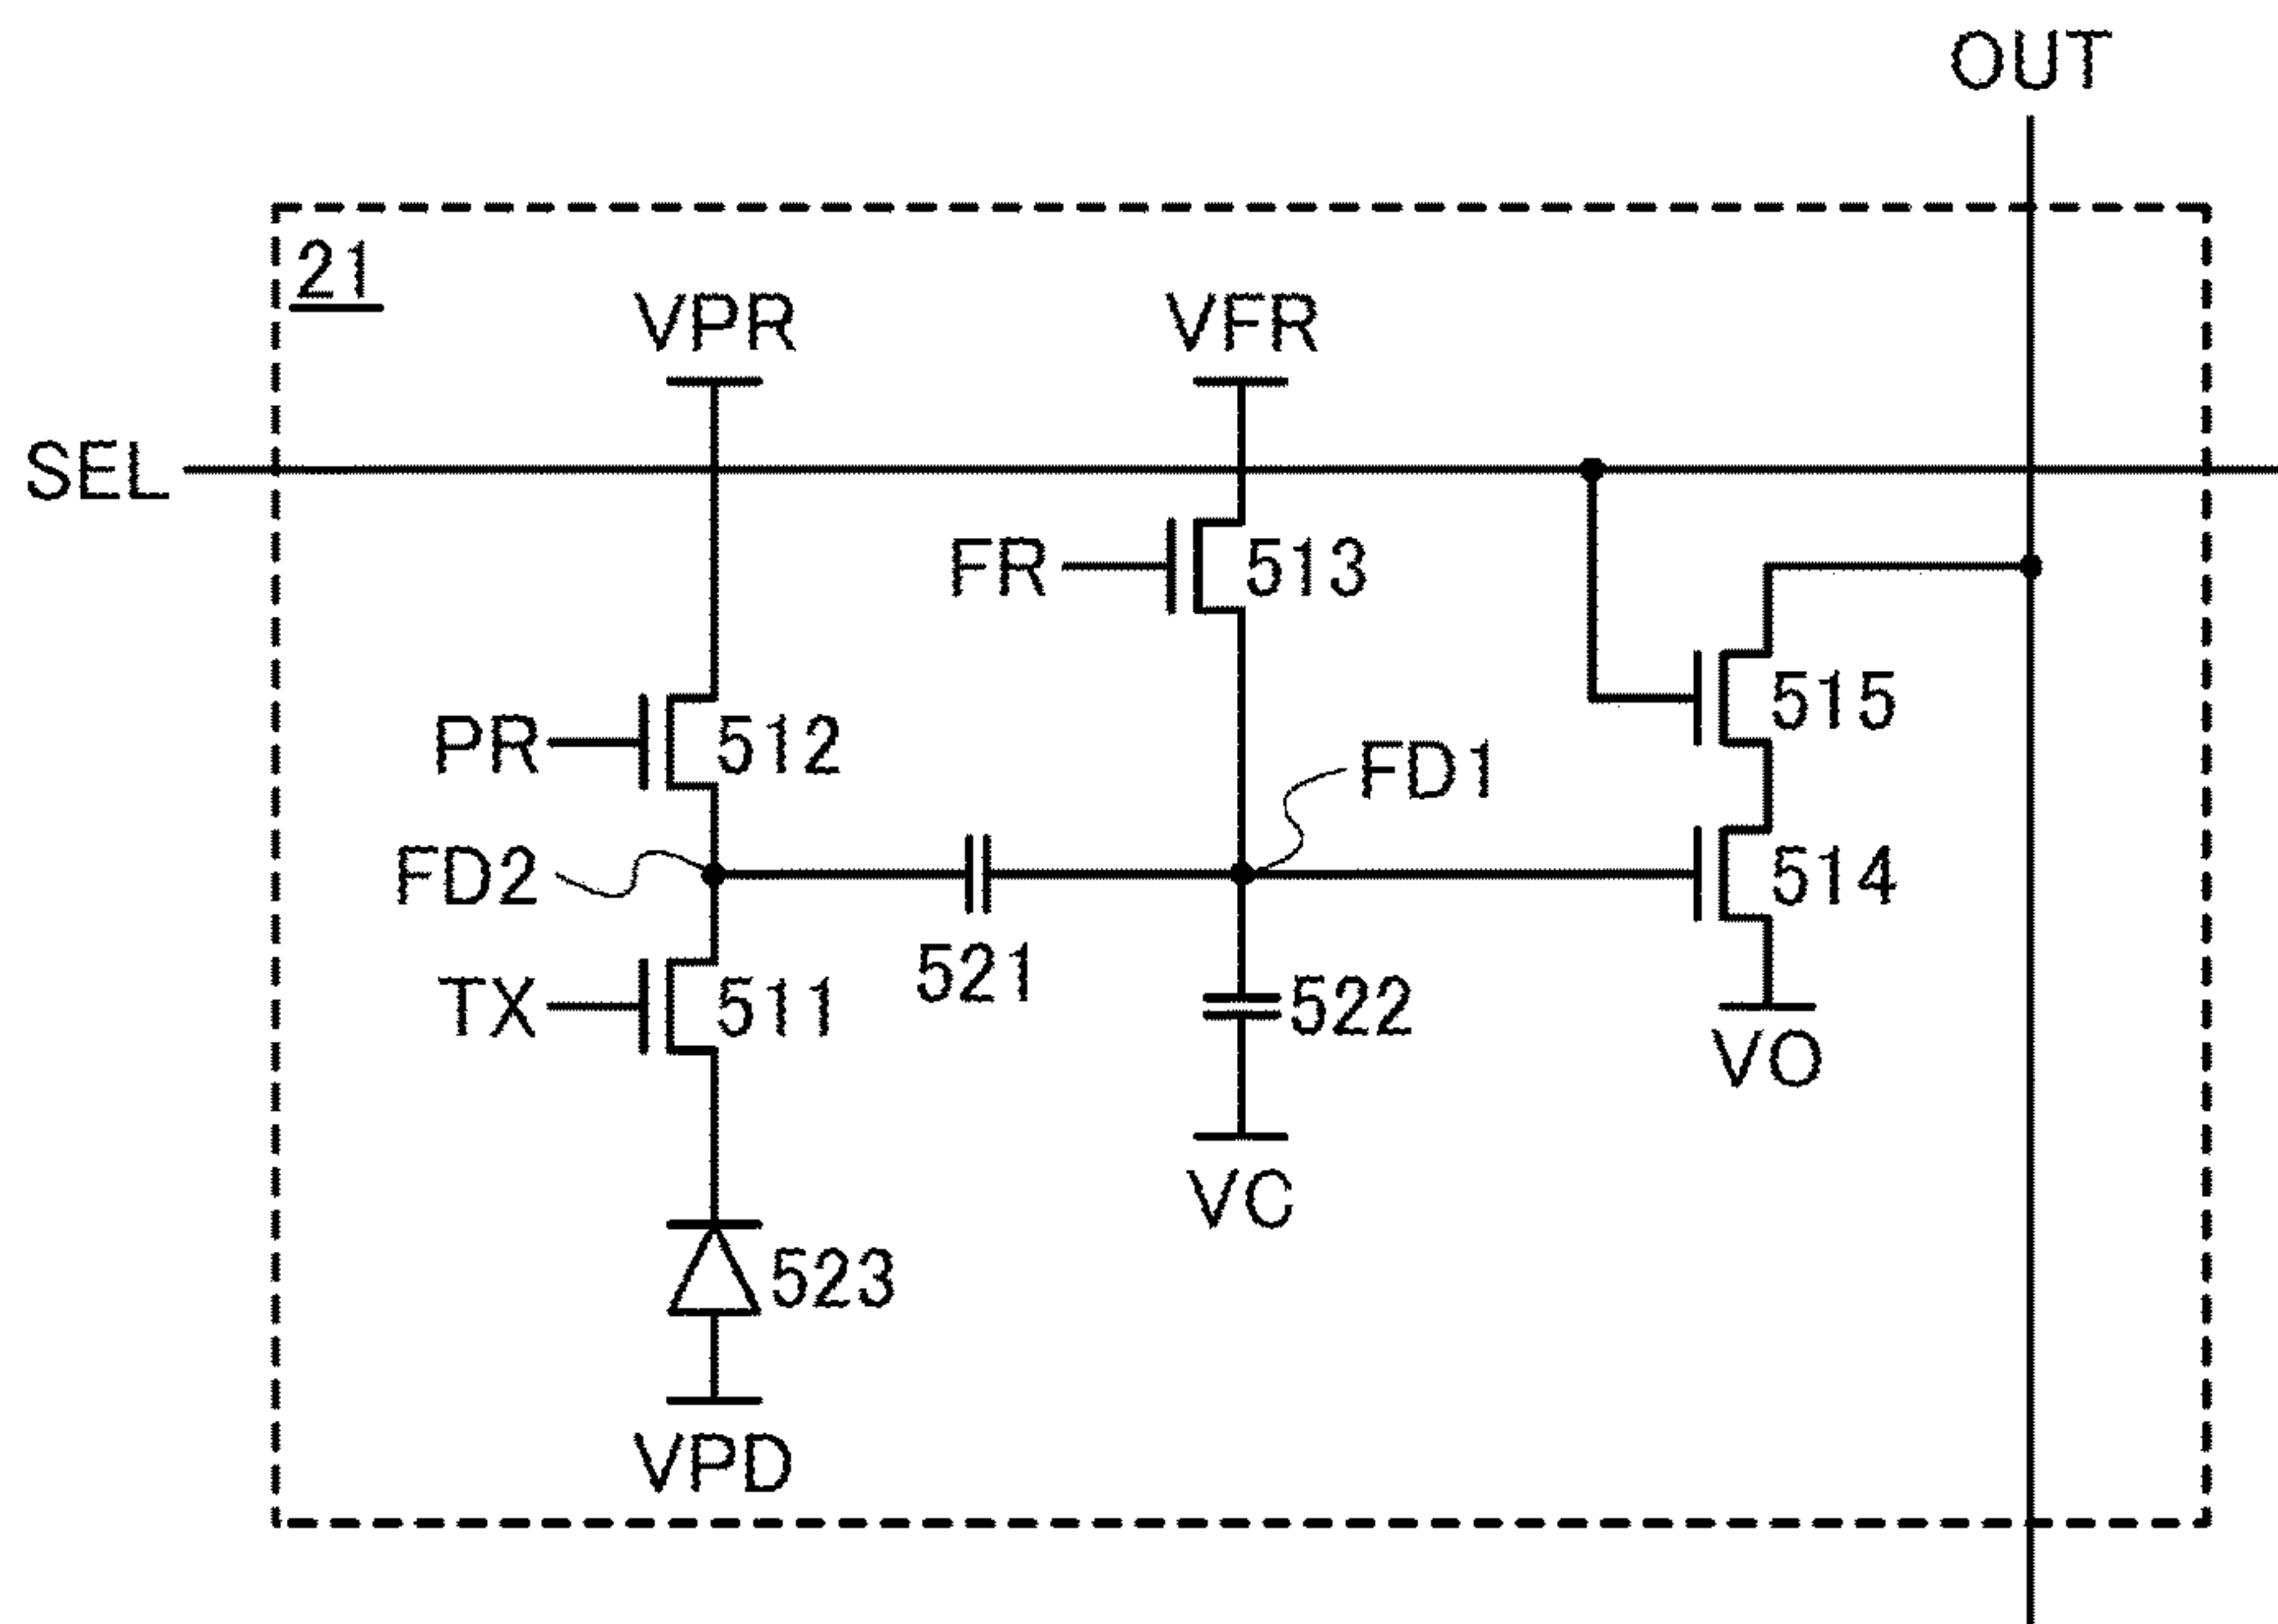 OUT
21
VPR
VFR
SEL
FR
513
515
PR
512
FD1
FD2
514
521
TX
511
522
VO
VC
523
VPD